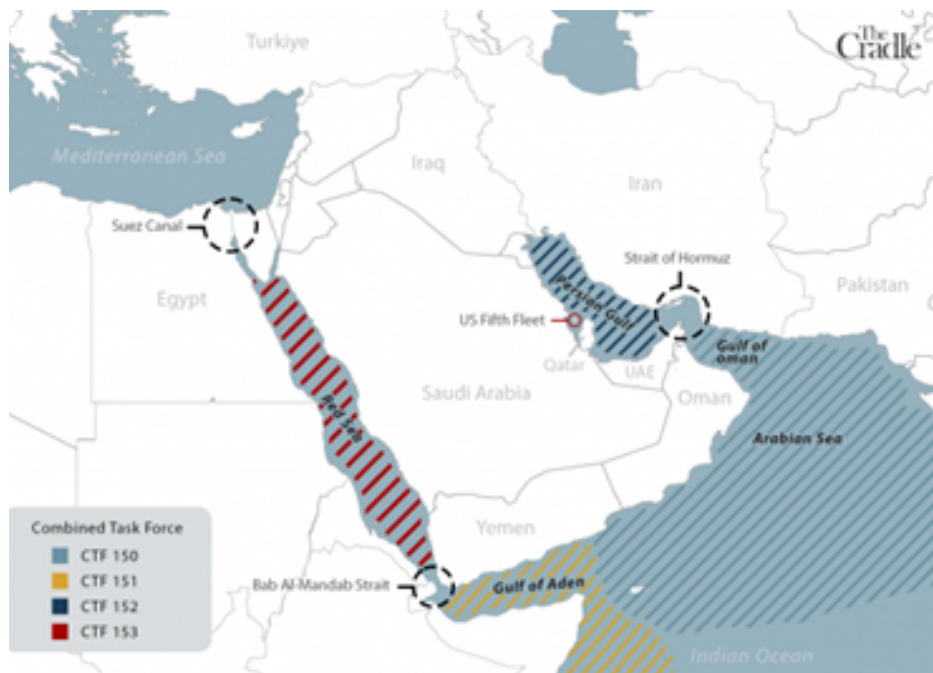 The
Cradle
Turkiye
Mediterranean Sea
Iraq
Iran
Suez Canal
Strait of Hormuz
Pakistan
Egypt
Persian Gulf
US Fifth Fleet
Gulf of
oman
Qatar
UAE
Saudi Arabia
Oman
Red Sea
Arabian Sea
Combined Task Force
CTF 150
CTF 151
CTF 152
CTF 153
Yemen
Bab Al-Mandab Strait
Gulf of Aden
Indian Ocean